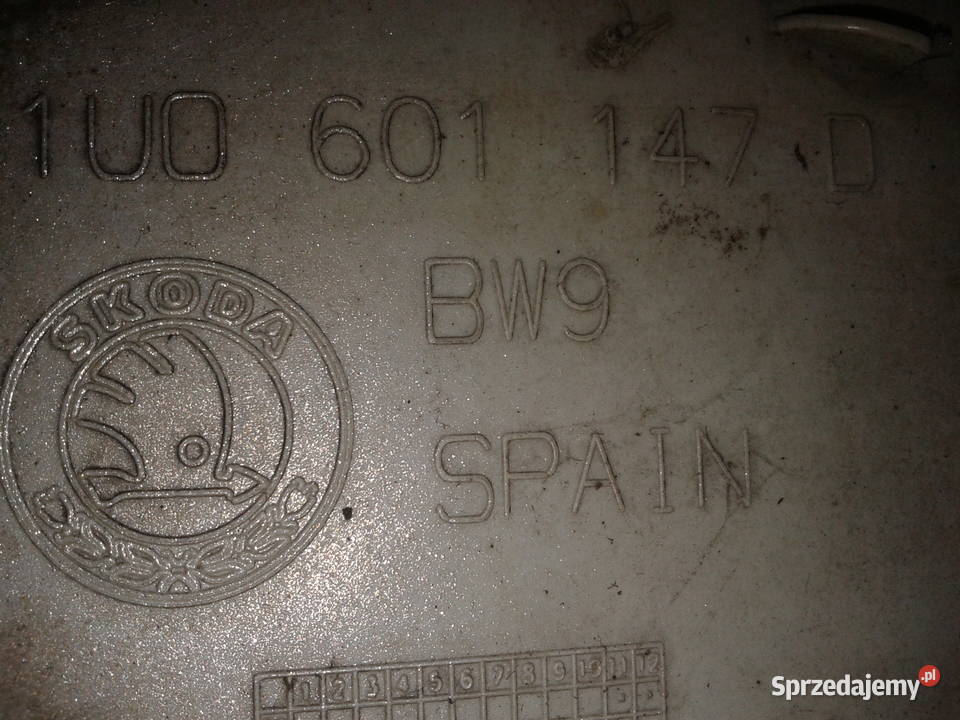 1U0 601 147 D
SKODA
BW9
SPAIN
1 2 3 4 5 6 7 8 9 10 11 12
Sprzedajemy.pl